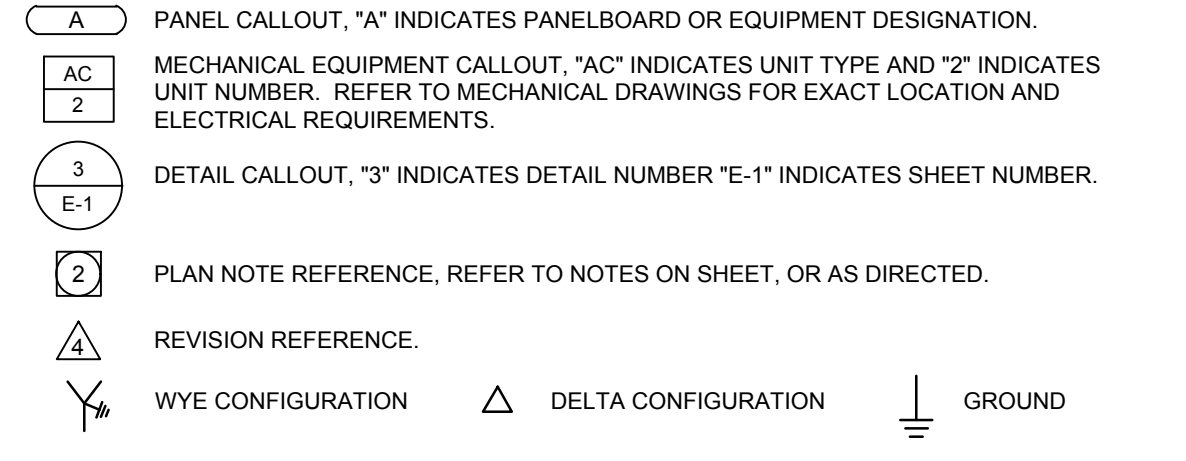 A PANEL CALLOUT, "A" INDICATES PANELBOARD OR EQUIPMENT DESIGNATION.
AC
2
MECHANICAL EQUIPMENT CALLOUT, "AC" INDICATES UNIT TYPE AND "2" INDICATES
UNIT NUMBER. REFER TO MECHANICAL DRAWINGS FOR EXACT LOCATION AND
ELECTRICAL REQUIREMENTS.
3
E-1
DETAIL CALLOUT, "3" INDICATES DETAIL NUMBER "E-1" INDICATES SHEET NUMBER.
2 PLAN NOTE REFERENCE, REFER TO NOTES ON SHEET, OR AS DIRECTED.
4 REVISION REFERENCE.
WYE CONFIGURATION DELTA CONFIGURATION GROUND